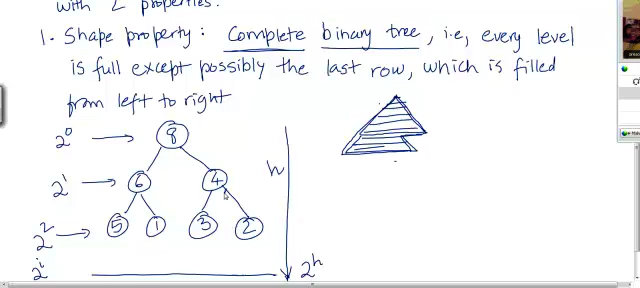 with 2 properties.
1. Shape property: Complete binary tree, i.e, every level
is full except possibly the last row, which is filled
from left to right
2⁰ 8
2¹ 6 4 h
2² 5 1 3 2
2ⁱ 2ʰ